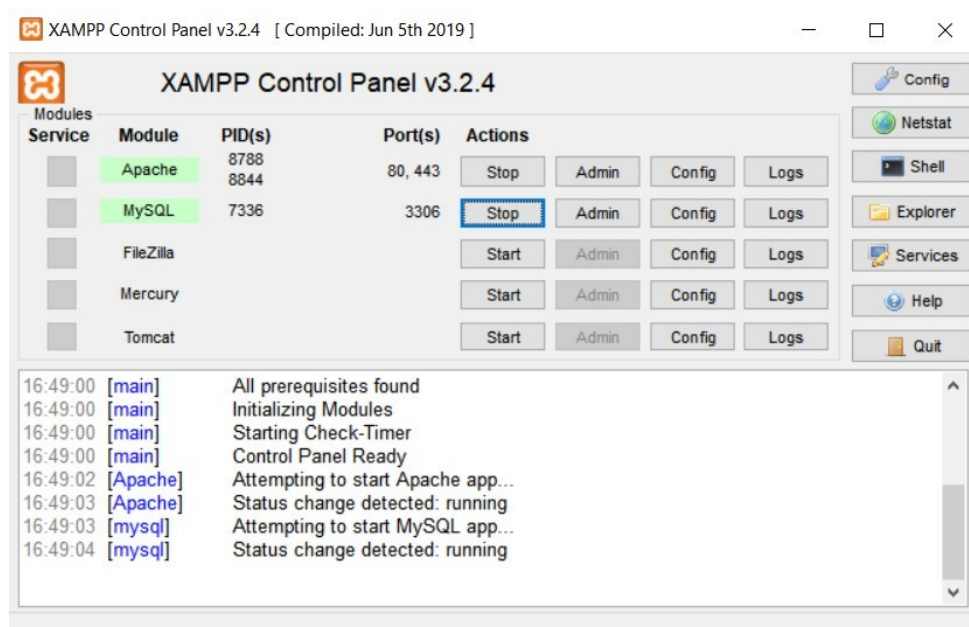 XAMPP Control Panel v3.2.4 [ Compiled: Jun 5th 2019 ]
XAMPP Control Panel v3.2.4
Config
Modules
Service Module PID(s) Port(s) Actions
Netstat
Apache 8788 8844 80, 443 Stop Admin Config Logs
Shell
MySQL 7336 3306 Stop Admin Config Logs
Explorer
FileZilla Start Admin Config Logs
Services
Mercury Start Admin Config Logs
Help
Tomcat Start Admin Config Logs
Quit
16:49:00 [main] All prerequisites found
16:49:00 [main] Initializing Modules
16:49:00 [main] Starting Check-Timer
16:49:00 [main] Control Panel Ready
16:49:02 [Apache] Attempting to start Apache app...
16:49:03 [Apache] Status change detected: running
16:49:03 [mysql] Attempting to start MySQL app...
16:49:04 [mysql] Status change detected: running